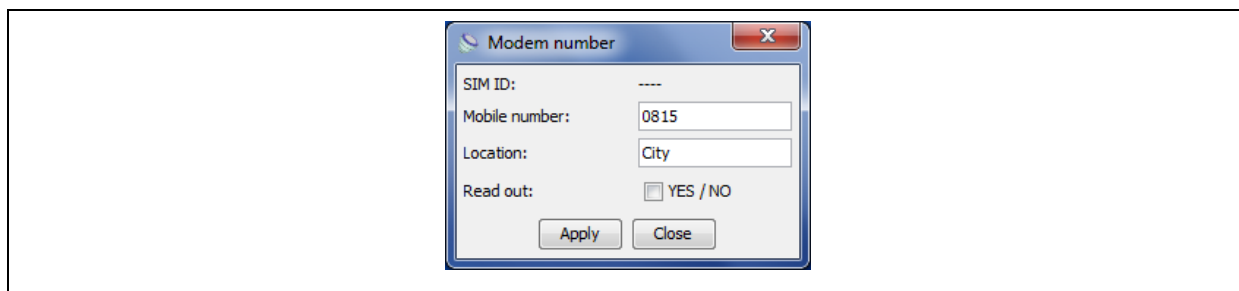 Modem number
SIM ID: ----
Mobile number: 0815
Location: City
Read out: YES / NO
Apply Close